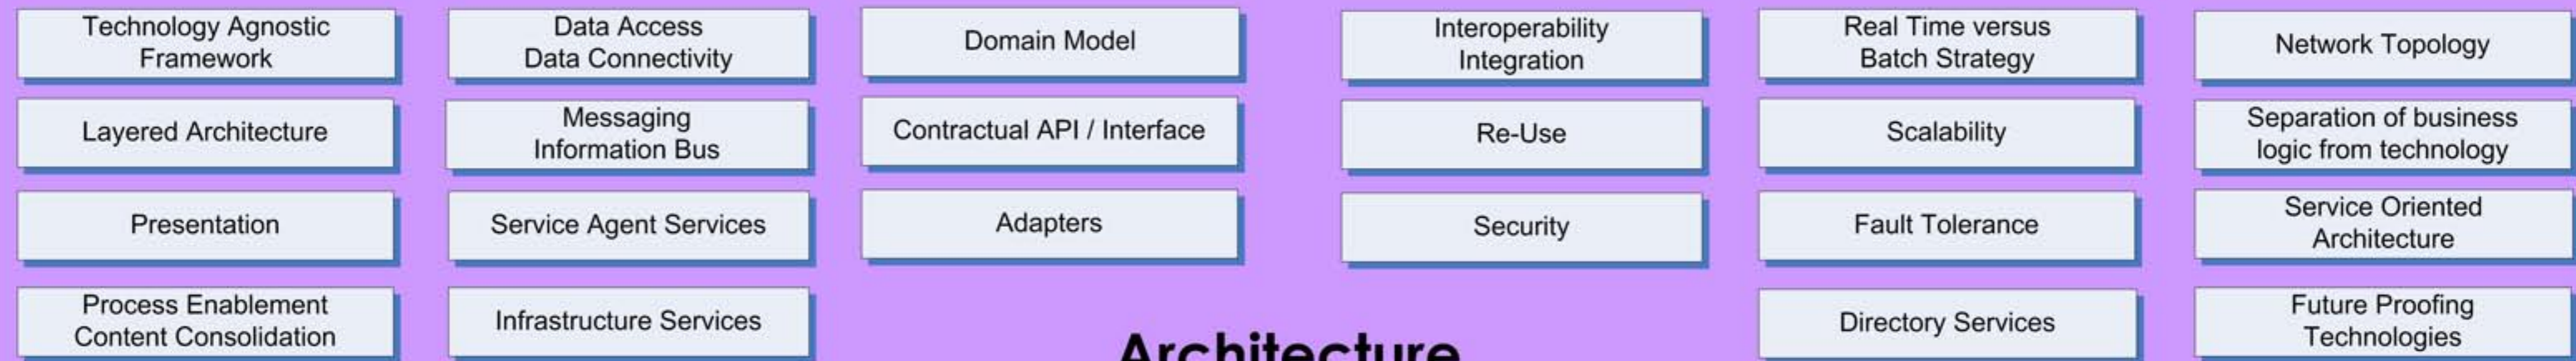 Technology Agnostic
Framework
Data Access
Data Connectivity
Domain Model
Interoperability
Integration
Real Time versus
Batch Strategy
Network Topology
Layered Architecture
Messaging
Information Bus
Contractual API / Interface
Re-Use
Scalability
Separation of business
logic from technology
Presentation
Service Agent Services
Adapters
Security
Fault Tolerance
Service Oriented
Architecture
Process Enablement
Content Consolidation
Infrastructure Services
Architecture
Directory Services
Future Proofing
Technologies